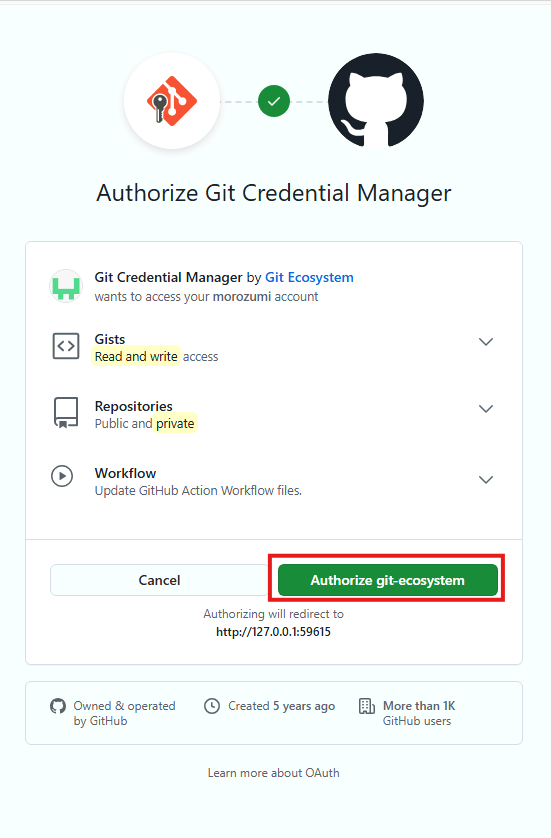 Authorize Git Credential Manager
Git Credential Manager by Git Ecosystem
wants to access your morozumi account
Gists
Read and write access
Repositories
Public and private
Workflow
Update GitHub Action Workflow files.
Cancel
Authorize git-ecosystem
Authorizing will redirect to
http://127.0.0.1:59615
Owned & operated
by GitHub
Created 5 years ago
More than 1K
GitHub users
Learn more about OAuth